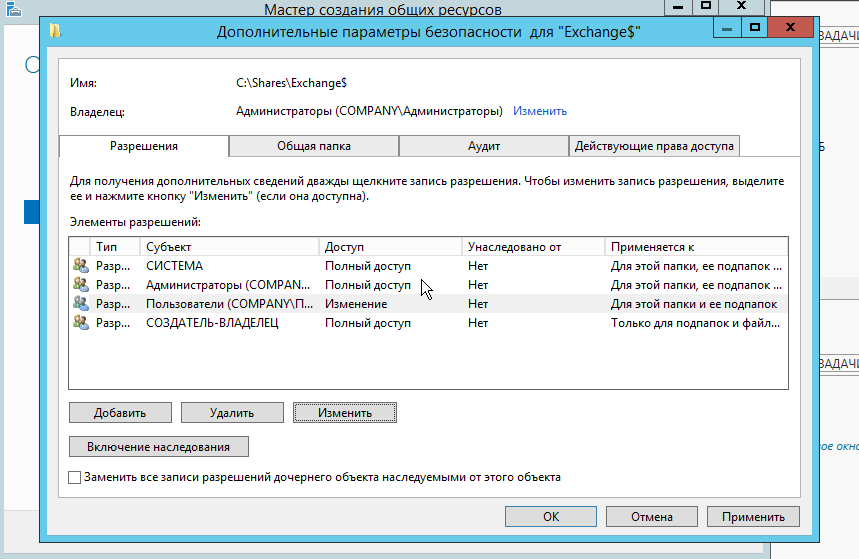 Мастер создания общих ресурсов
Дополнительные параметры безопасности для "Exchange$"
Имя: C:\Shares\Exchange$
Владелец: Администраторы (COMPANY\Администраторы) Изменить
Разрешения Общая папка Аудит Действующие права доступа
Для получения дополнительных сведений дважды щелкните запись разрешения. Чтобы изменить запись разрешения, выделите
ее и нажмите кнопку "Изменить" (если она доступна).
Элементы разрешений:
Тип Субъект Доступ Унаследовано от Применяется к
Разр... СИСТЕМА Полный доступ Нет Для этой папки, ее подпапок ...
Разр... Администраторы (COMPAN... Полный доступ Нет Для этой папки, ее подпапок ...
Разр... Пользователи (COMPANY\П... Изменение Нет Для этой папки и ее подпапок
Разр... СОЗДАТЕЛЬ-ВЛАДЕЛЕЦ Полный доступ Нет Только для подпапок и файл...
Добавить Удалить Изменить
Включение наследования
Заменить все записи разрешений дочернего объекта наследуемыми от этого объекта
ОК Отмена Применить